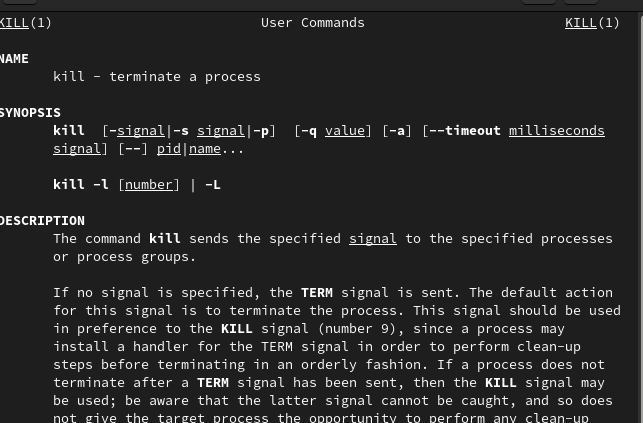 KILL(1) User Commands KILL(1)
NAME
kill - terminate a process
SYNOPSIS
kill [-signal|-s signal|-p] [-q value] [-a] [--timeout milliseconds
signal] [--] pid|name...
kill -l [number] | -L
DESCRIPTION
The command kill sends the specified signal to the specified processes
or process groups.
If no signal is specified, the TERM signal is sent. The default action
for this signal is to terminate the process. This signal should be used
in preference to the KILL signal (number 9), since a process may
install a handler for the TERM signal in order to perform clean-up
steps before terminating in an orderly fashion. If a process does not
terminate after a TERM signal has been sent, then the KILL signal may
be used; be aware that the latter signal cannot be caught, and so does
not give the target process the opportunity to perform any clean-up